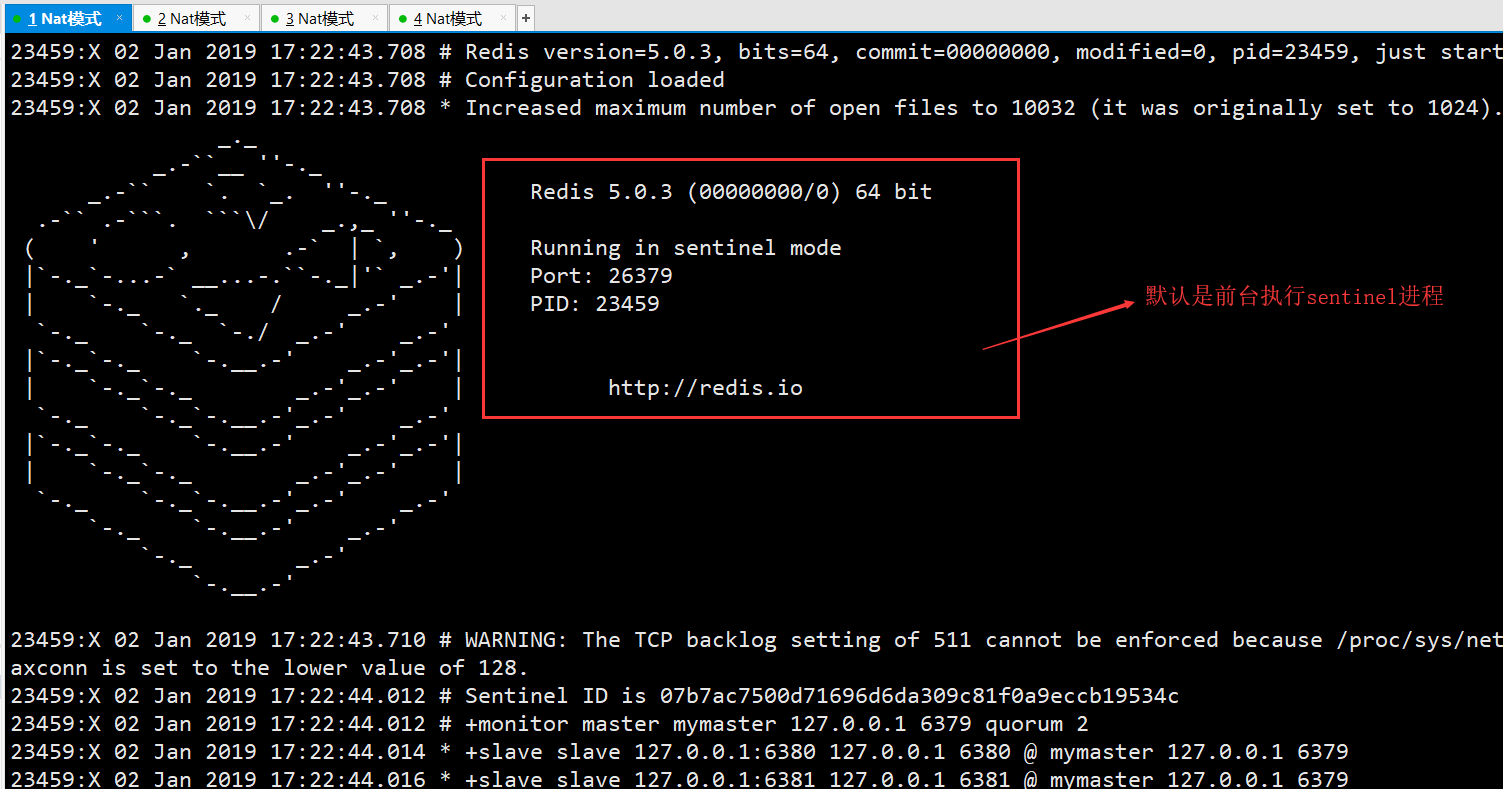 1 Nat模式 × 2 Nat模式 × 3 Nat模式 × 4 Nat模式 × +
23459:X 02 Jan 2019 17:22:43.708 # Redis version=5.0.3, bits=64, commit=00000000, modified=0, pid=23459, just start
23459:X 02 Jan 2019 17:22:43.708 # Configuration loaded
23459:X 02 Jan 2019 17:22:43.708 * Increased maximum number of open files to 10032 (it was originally set to 1024).
Redis 5.0.3 (00000000/0) 64 bit
Running in sentinel mode
Port: 26379
PID: 23459
默认是前台执行sentinel进程
http://redis.io
23459:X 02 Jan 2019 17:22:43.710 # WARNING: The TCP backlog setting of 511 cannot be enforced because /proc/sys/net
axconn is set to the lower value of 128.
23459:X 02 Jan 2019 17:22:44.012 # Sentinel ID is 07b7ac7500d71696d6da309c81f0a9eccb19534c
23459:X 02 Jan 2019 17:22:44.012 # +monitor master mymaster 127.0.0.1 6379 quorum 2
23459:X 02 Jan 2019 17:22:44.014 * +slave slave 127.0.0.1:6380 127.0.0.1 6380 @ mymaster 127.0.0.1 6379
23459:X 02 Jan 2019 17:22:44.016 * +slave slave 127.0.0.1:6381 127.0.0.1 6381 @ mymaster 127.0.0.1 6379